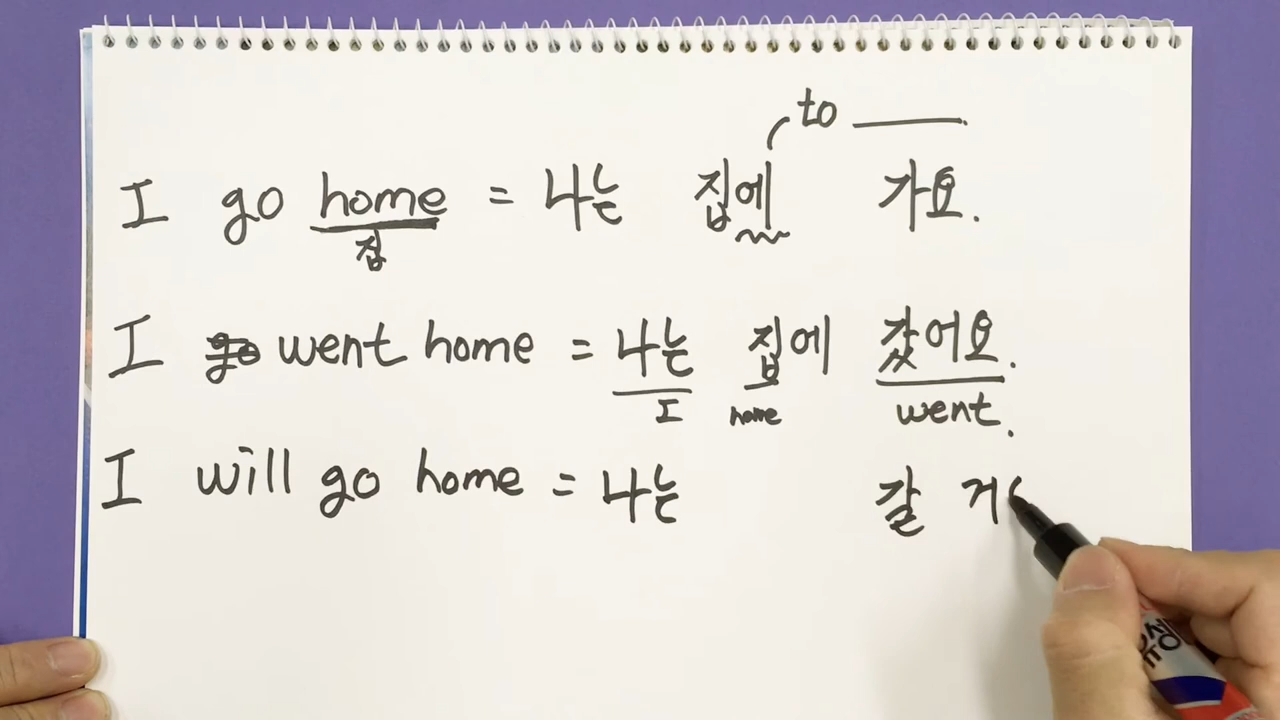 to ____.
I go home = 나는 집에 가요.
집
I go went home = 나는 집에 갔어요.
I home went.
I will go home = 나는 갈 거